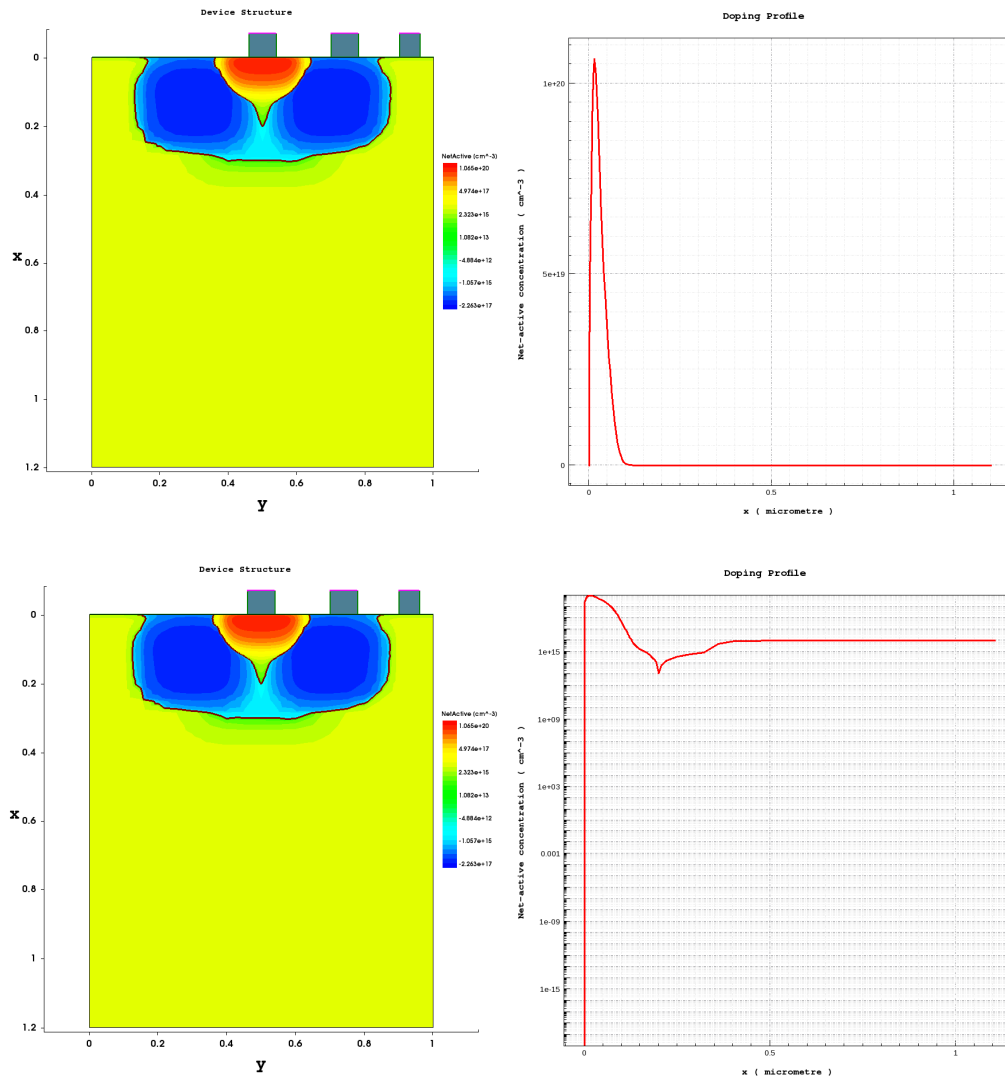 Device Structure
0
0.2
0.4
0.6
0.8
1
1.2
x
0
0.2
0.4
0.6
0.8
1
y
NetActive (cm^-3)
1.065e+20
4.974e+17
2.323e+15
1.082e+13
-4.884e+12
-1.057e+15
-2.263e+17
Doping Profile
1e+20
5e+19
0
Net-active concentration ( cm^-3 )
0
0.5
1
x ( micrometre )
Device Structure
0
0.2
0.4
0.6
0.8
1
1.2
x
0
0.2
0.4
0.6
0.8
1
y
NetActive (cm^-3)
1.065e+20
4.974e+17
2.323e+15
1.082e+13
-4.884e+12
-1.057e+15
-2.263e+17
Doping Profile
1e+15
1e+09
1e+03
0.001
1e-09
1e-15
Net-active concentration ( cm^-3 )
0
0.5
1
x ( micrometre )